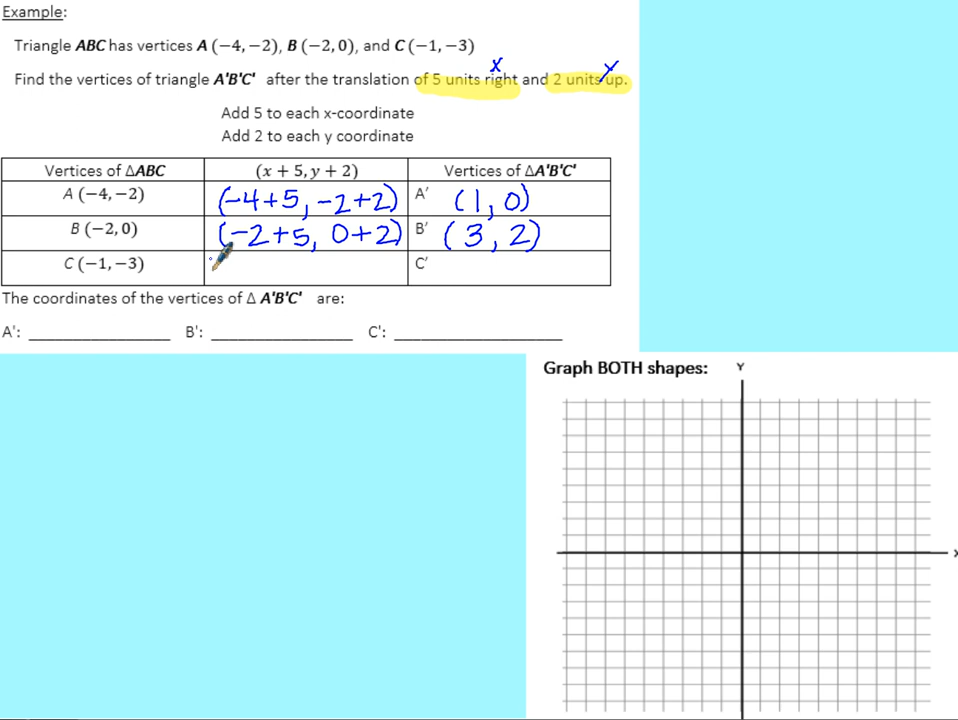 Example:
Triangle ABC has vertices A (−4, −2), B (−2, 0), and C (−1, −3)
x y
Find the vertices of triangle A'B'C' after the translation of 5 units right and 2 units up.
Add 5 to each x-coordinate
Add 2 to each y coordinate
Vertices of ΔABC (x + 5, y + 2) Vertices of ΔA'B'C'
A (−4, −2) (-4+5, -2+2) A′ (1, 0)
B (−2, 0) (-2+5, 0+2) B′ (3, 2)
C (−1, −3) C′
The coordinates of the vertices of Δ A'B'C' are:
A': ________________ B': ________________ C': ___________________
Graph BOTH shapes: Y
X